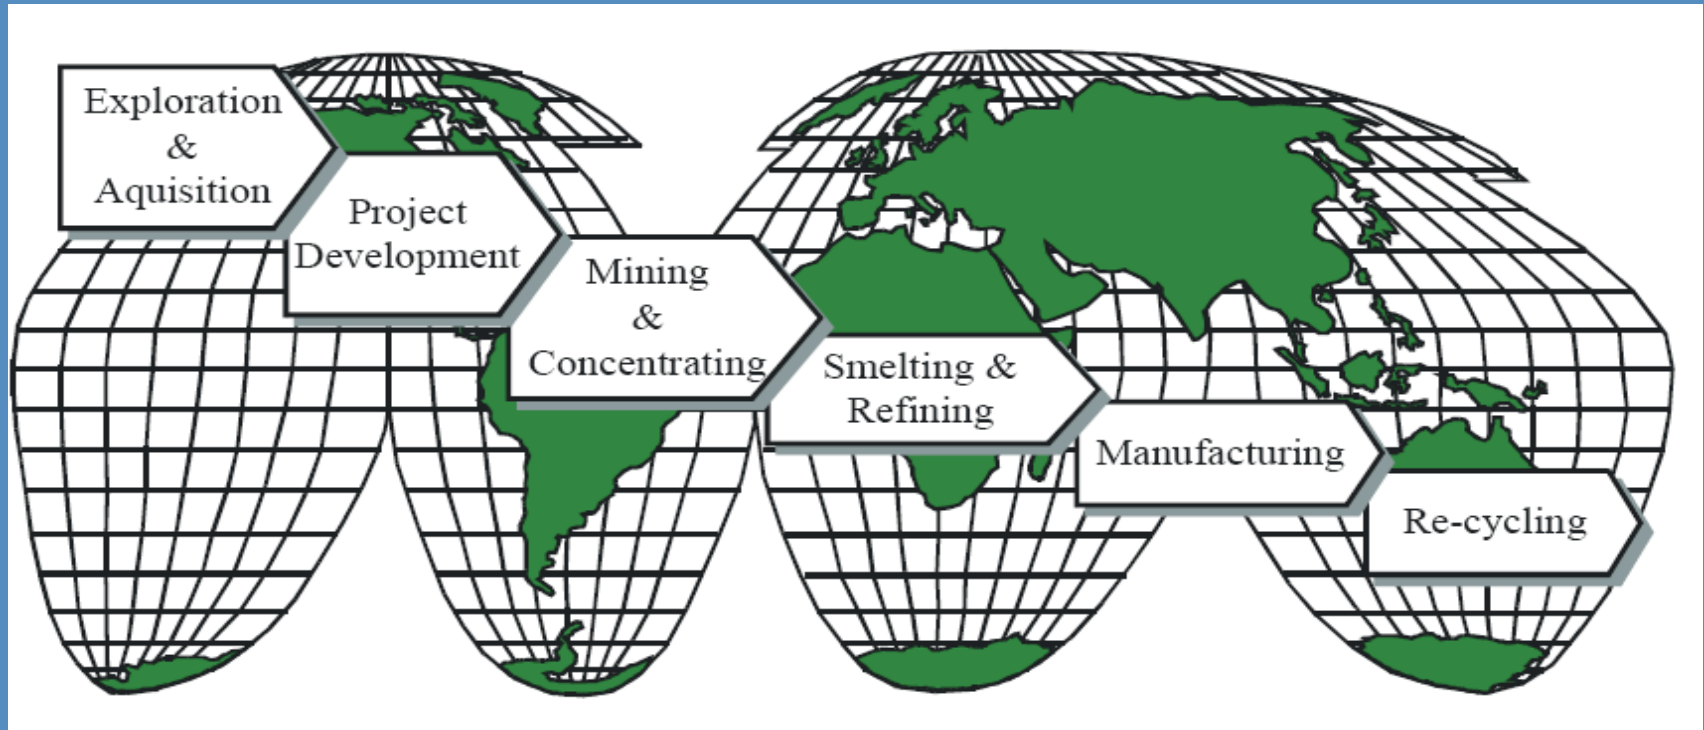 Exploration
&
Aquisition
Project
Development
Mining
&
Concentrating
Smelting &
Refining
Manufacturing
Re-cycling